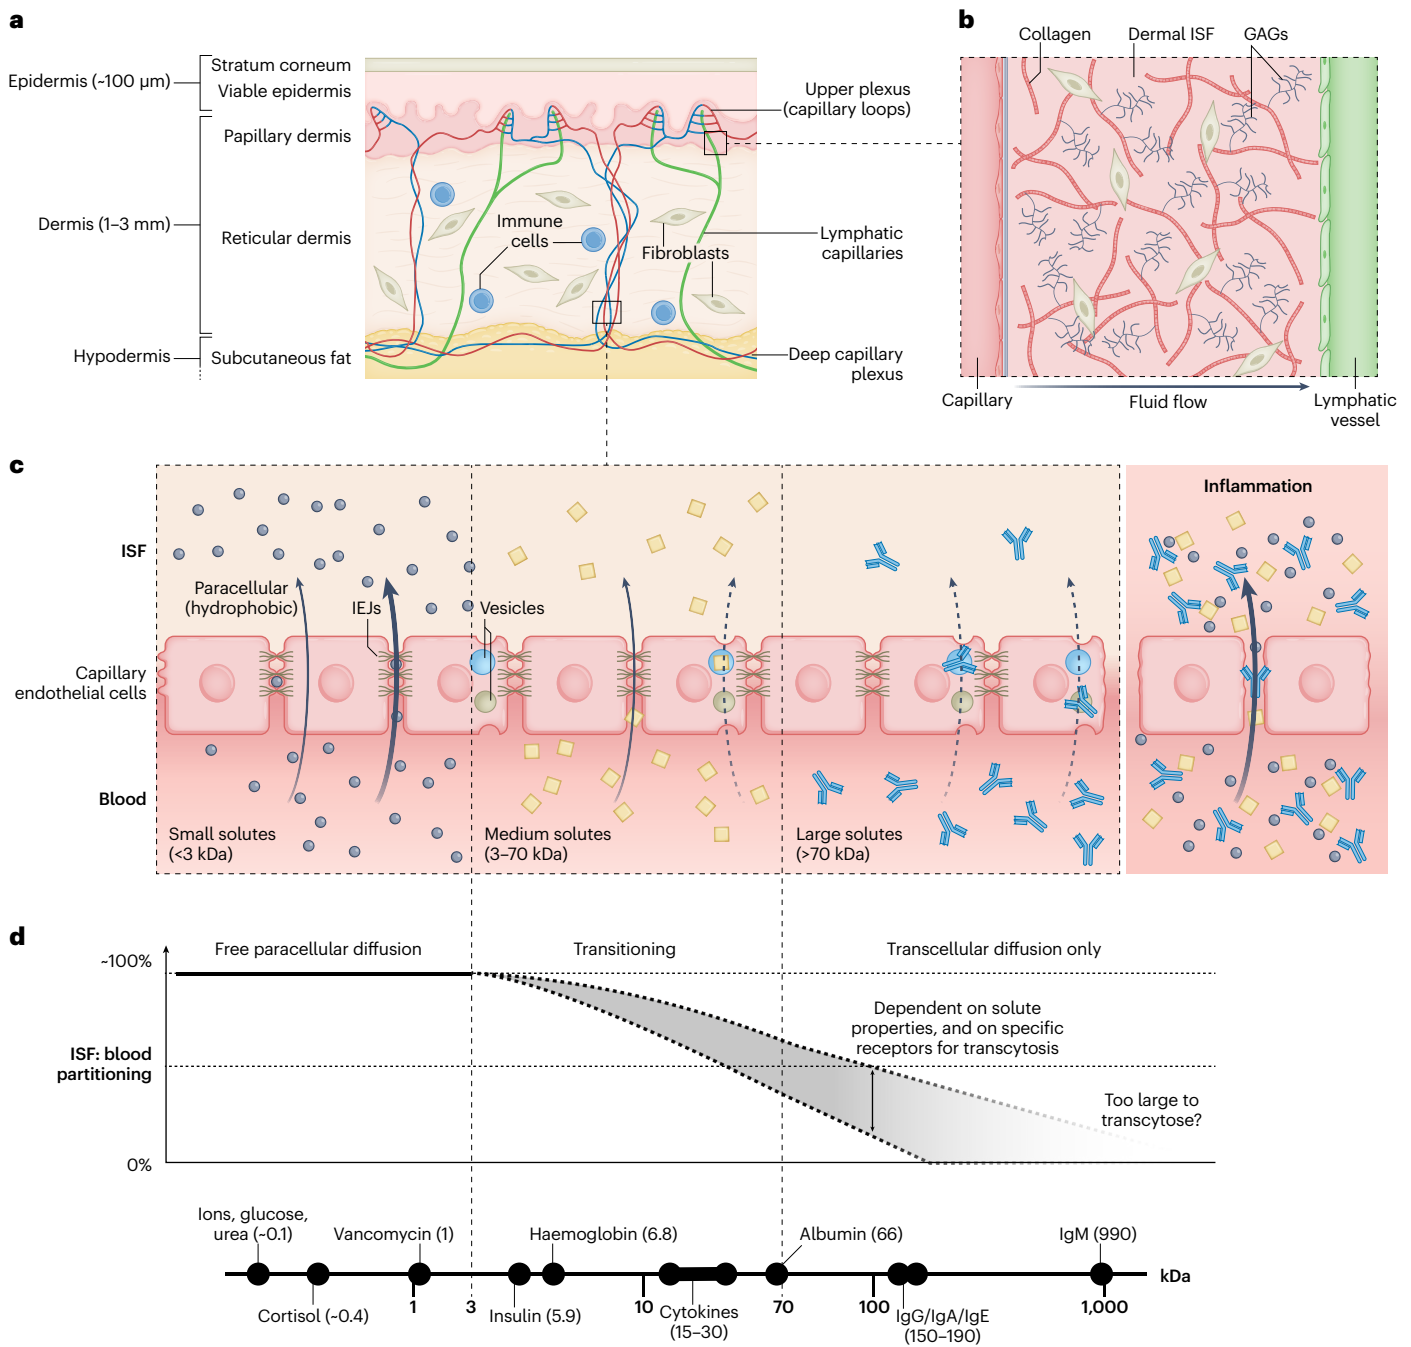 a
Epidermis (~100 µm)
Stratum corneum
Viable epidermis
Papillary dermis
Dermis (1–3 mm)
Reticular dermis
Hypodermis
Subcutaneous fat
Immune
cells
Fibroblasts
Upper plexus
(capillary loops)
Lymphatic
capillaries
Deep capillary
plexus
b
Collagen
Dermal ISF
GAGs
Capillary
Fluid flow
Lymphatic
vessel
c
ISF
Capillary
endothelial cells
Blood
Paracellular
(hydrophobic)
IEJs
Vesicles
Small solutes
(<3 kDa)
Medium solutes
(3–70 kDa)
Large solutes
(>70 kDa)
Inflammation
d
~100%
ISF: blood
partitioning
0%
Free paracellular diffusion
Transitioning
Transcellular diffusion only
Dependent on solute
properties, and on specific
receptors for transcytosis
Too large to
transcytose?
Ions, glucose,
urea (~0.1)
Vancomycin (1)
Haemoglobin (6.8)
Albumin (66)
IgM (990)
kDa
1
3
10
70
100
1,000
Cortisol (~0.4)
Insulin (5.9)
Cytokines
(15–30)
IgG/IgA/IgE
(150–190)